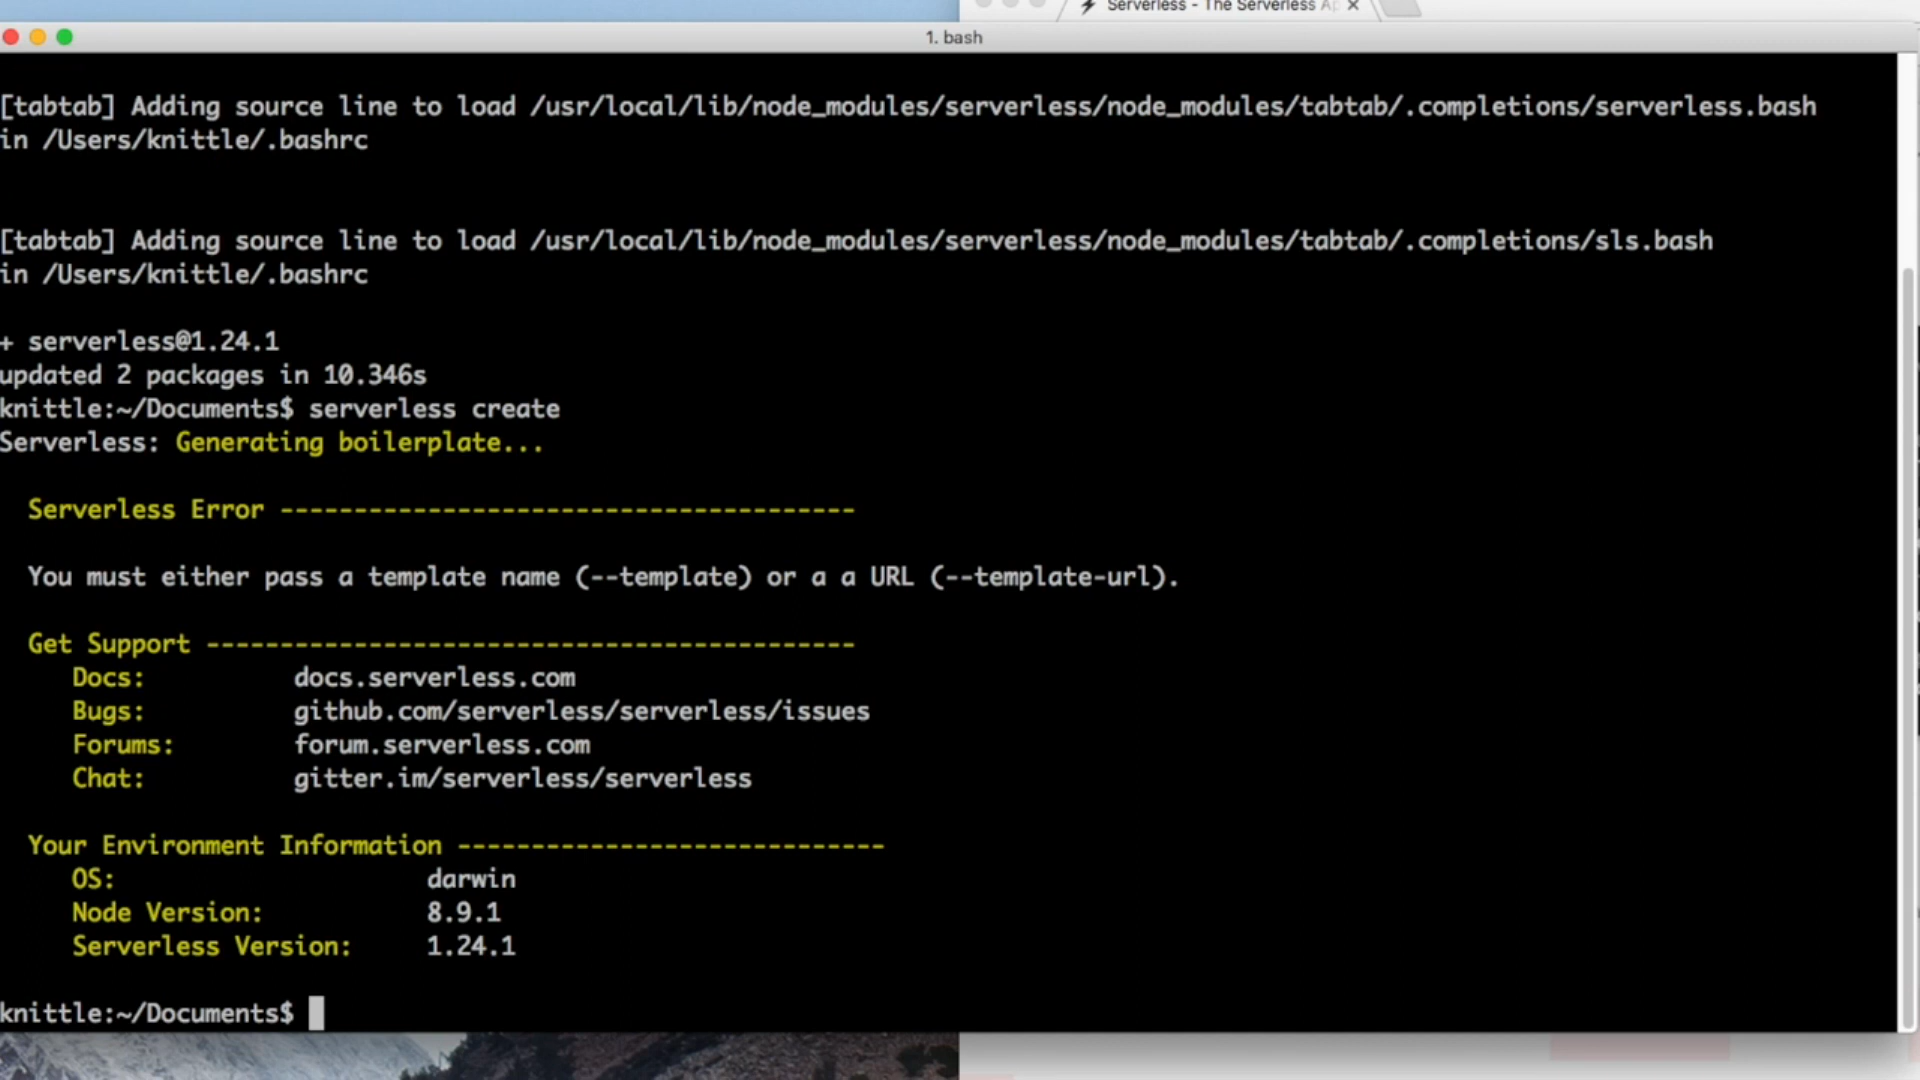 Serverless - The Serverless Ap
1. bash
[tabtab] Adding source line to load /usr/local/lib/node_modules/serverless/node_modules/tabtab/.completions/serverless.bash
in /Users/knittle/.bashrc
[tabtab] Adding source line to load /usr/local/lib/node_modules/serverless/node_modules/tabtab/.completions/sls.bash
in /Users/knittle/.bashrc
+ serverless@1.24.1
updated 2 packages in 10.346s
knittle:~/Documents$ serverless create
Serverless: Generating boilerplate...
Serverless Error ---------------------------------------
You must either pass a template name (--template) or a a URL (--template-url).
Get Support --------------------------------------------
Docs: docs.serverless.com
Bugs: github.com/serverless/serverless/issues
Forums: forum.serverless.com
Chat: gitter.im/serverless/serverless
Your Environment Information -----------------------------
OS: darwin
Node Version: 8.9.1
Serverless Version: 1.24.1
knittle:~/Documents$